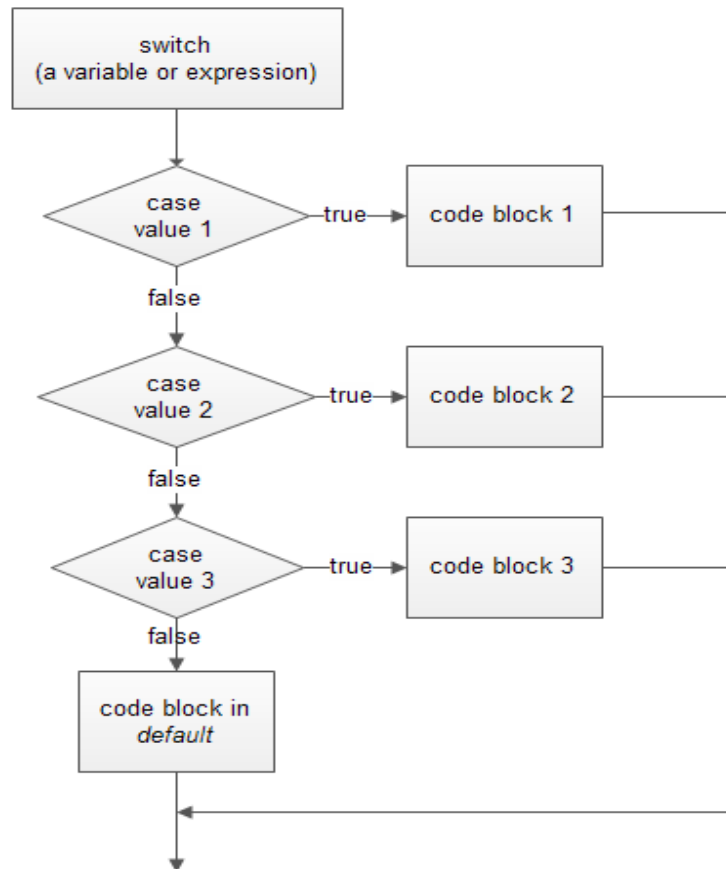 switch
(a variable or expression)
case
value 1
true
code block 1
false
case
value 2
true
code block 2
false
case
value 3
true
code block 3
false
code block in
default